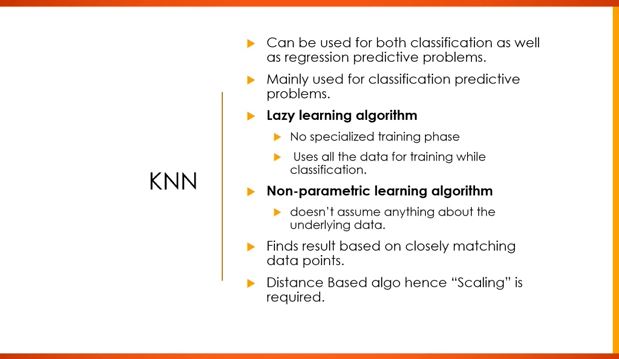 KNN
Can be used for both classification as well
as regression predictive problems.
Mainly used for classification predictive
problems.
Lazy learning algorithm
No specialized training phase
Uses all the data for training while
classification.
Non-parametric learning algorithm
doesn't assume anything about the
underlying data.
Finds result based on closely matching
data points.
Distance Based algo hence “Scaling” is
required.